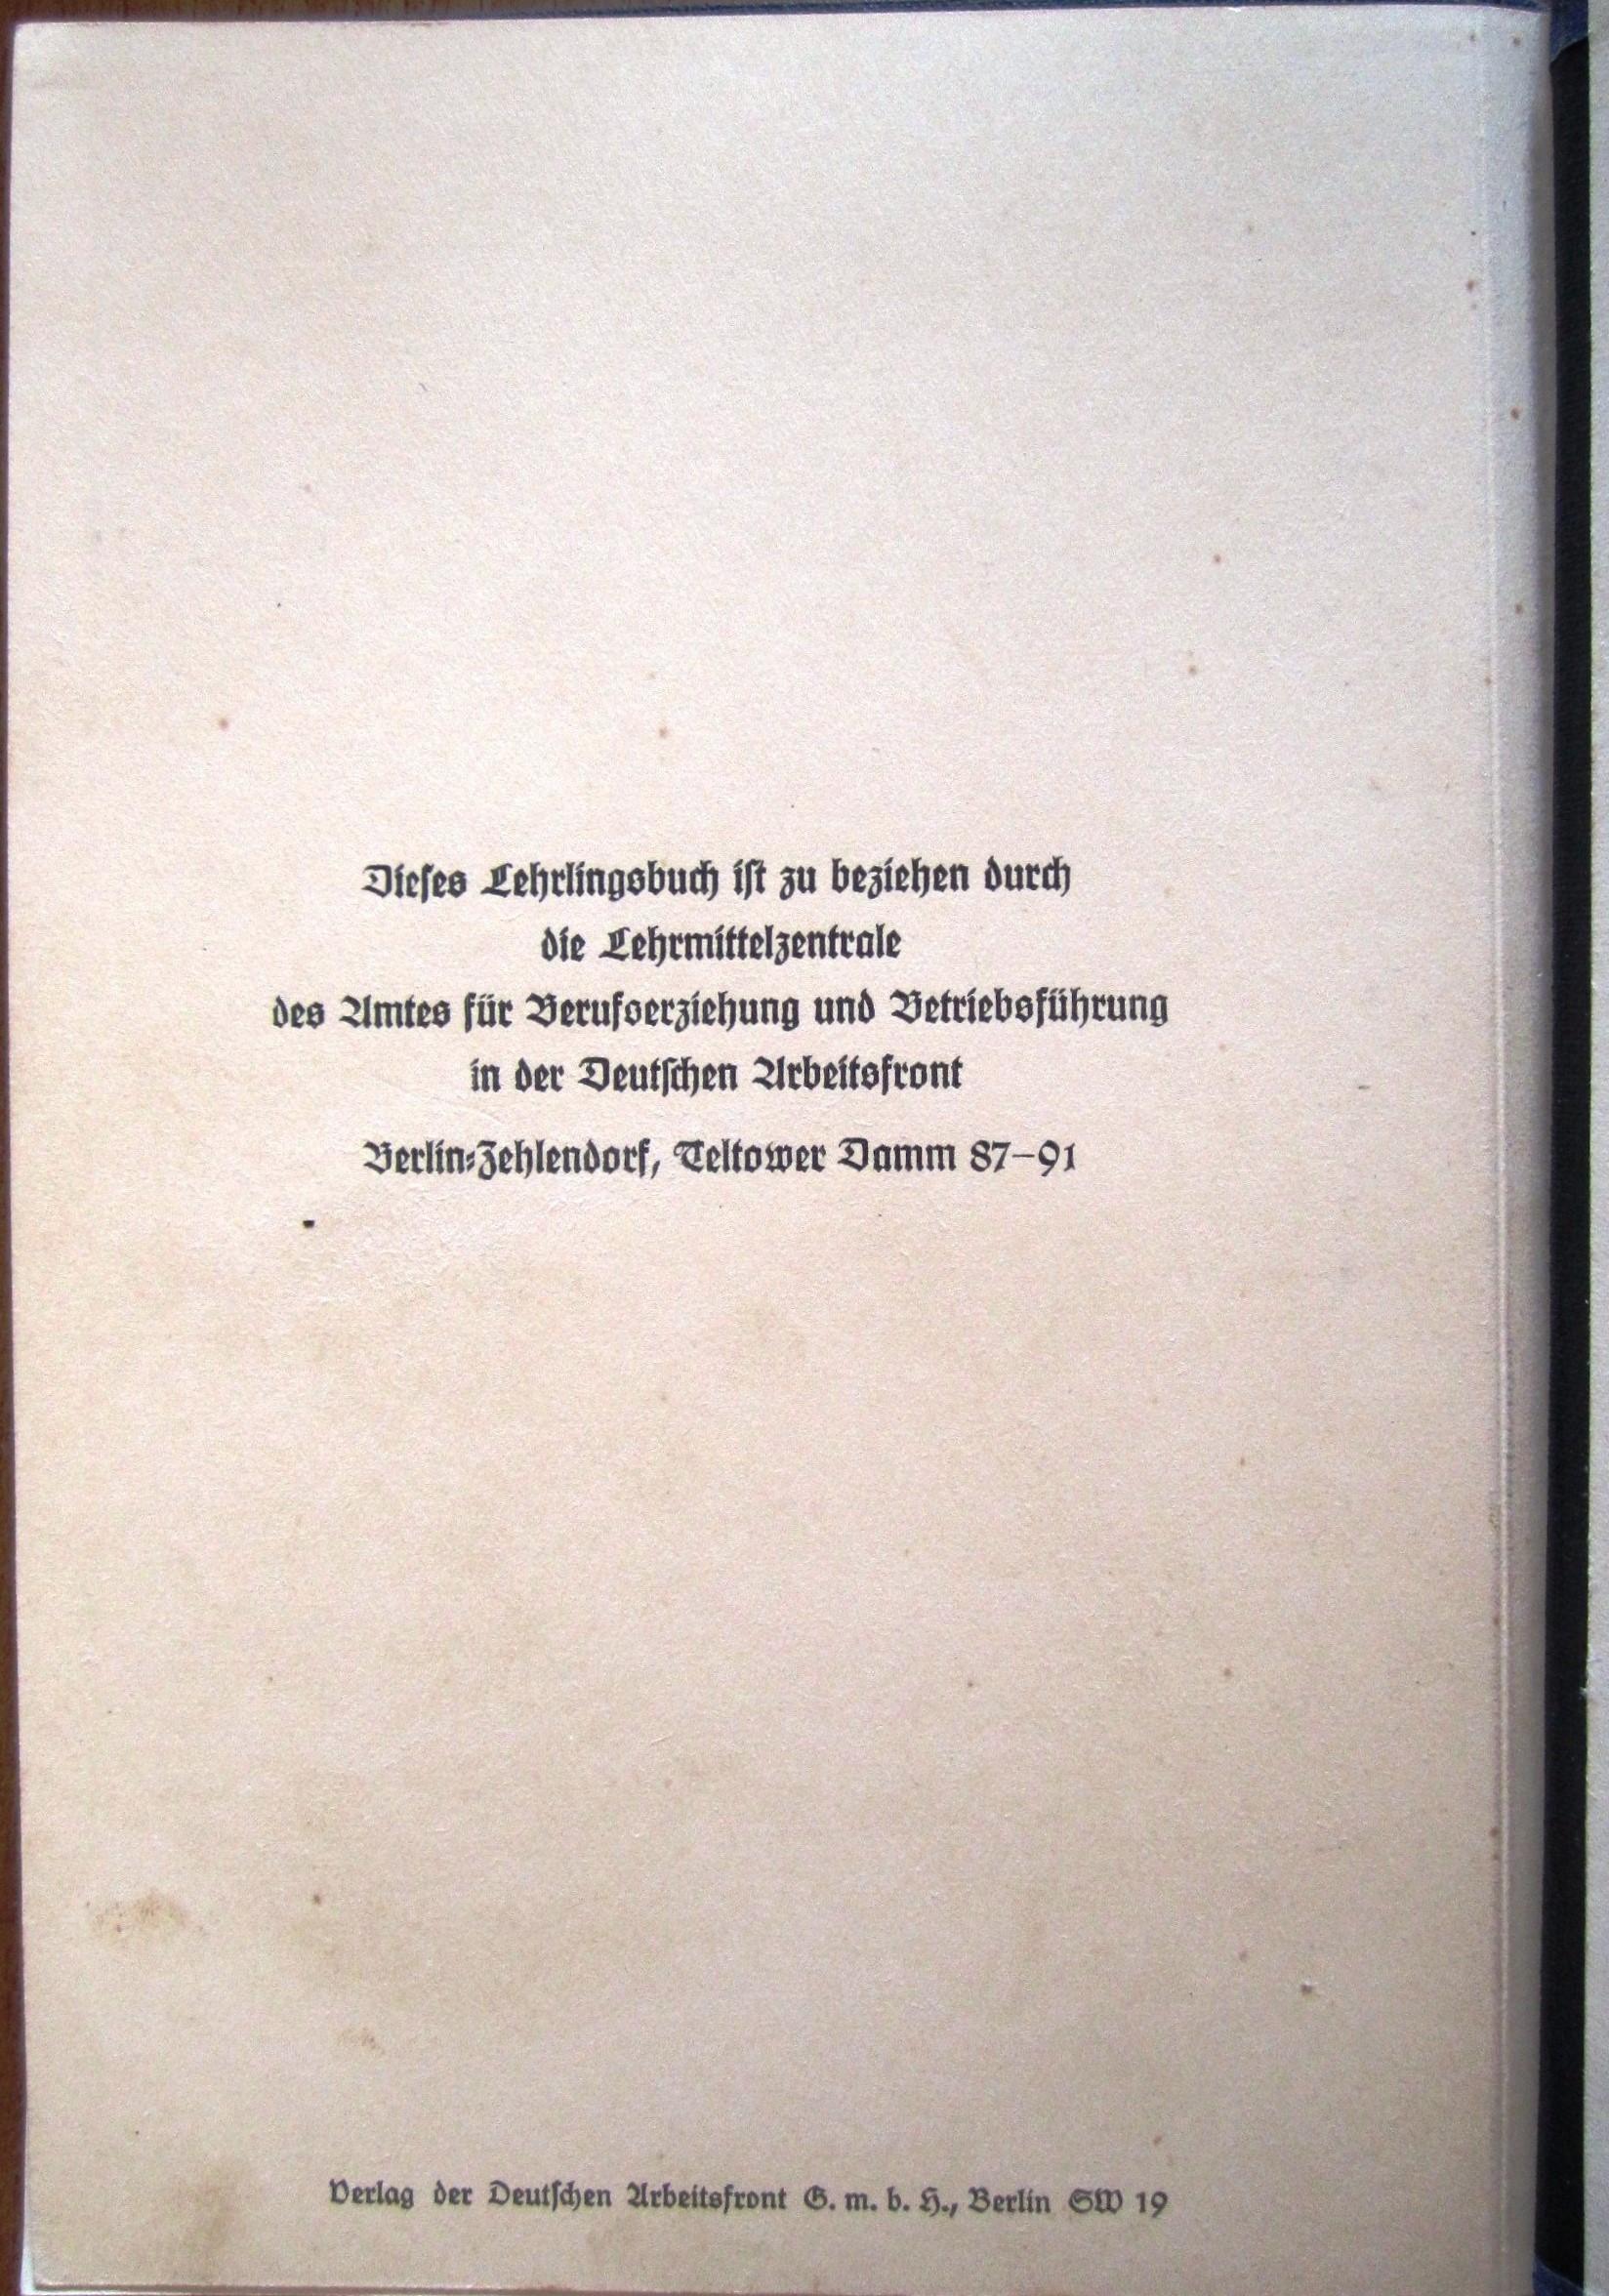 Dieses Lehrlingsbuch ist zu beziehen durch
die Lehrmittelzentrale
des Amtes für Berufserziehung und Betriebsführung
in der Deutschen Arbeitsfront
Berlin-Zehlendorf, Teltower Damm 87–91
Verlag der Deutschen Arbeitsfront G. m. b. H., Berlin SW 19